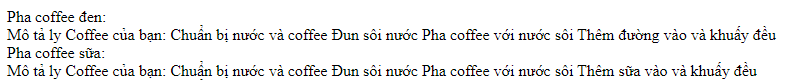 Pha coffee đen:
Mô tả ly Coffee của bạn: Chuẩn bị nước và coffee Đun sôi nước Pha coffee với nước sôi Thêm đường vào và khuấy đều
Pha coffee sữa:
Mô tả ly Coffee của bạn: Chuẩn bị nước và coffee Đun sôi nước Pha coffee với nước sôi Thêm sữa vào và khuấy đều